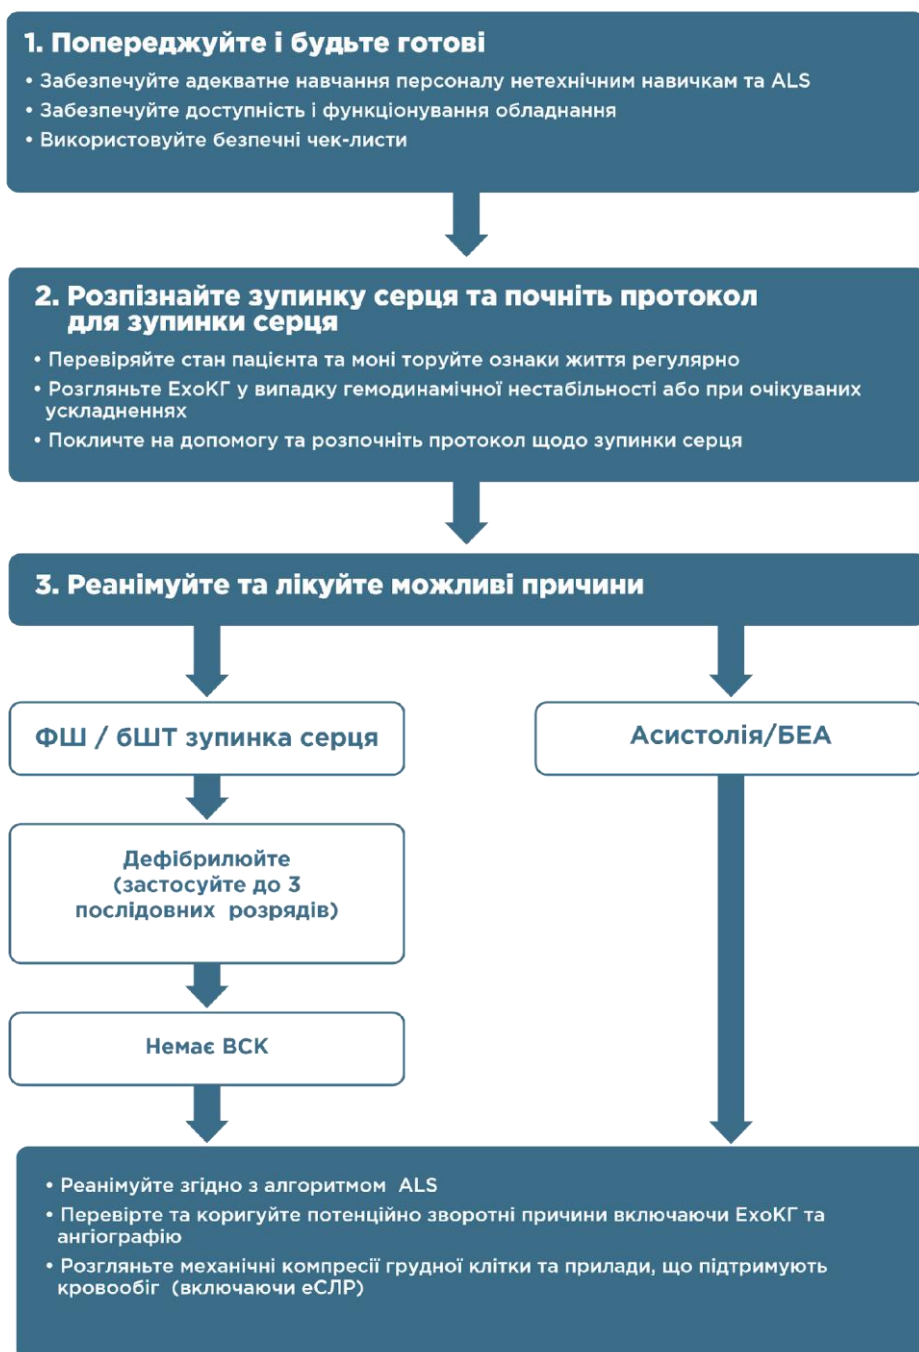 1. Попереджуйте і будьте готові
• Забезпечуйте адекватне навчання персоналу нетехнічним навичкам та ALS
• Забезпечуйте доступність і функціонування обладнання
• Використовуйте безпечні чек-листи
2. Розпізнайте зупинку серця та почніть протокол
для зупинки серця
• Перевіряйте стан пацієнта та моні торуйте ознаки життя регулярно
• Розгляньте ЕхоКГ у випадку гемодинамічної нестабільності або при очікуваних
ускладненнях
• Покличте на допомогу та розпочніть протокол щодо зупинки серця
3. Реанімуйте та лікуйте можливі причини
ФШ / бШТ зупинка серця
Асистолія/БЕА
Дефібрилюйте
(застосуйте до 3
послідовних розрядів)
Немає ВСК
• Реанімуйте згідно з алгоритмом ALS
• Перевірте та коригуйте потенційно зворотні причини включаючи ЕхоКГ та
ангіографію
• Розгляньте механічні компресії грудної клітки та прилади, що підтримують
кровообіг (включаючи еСЛР)